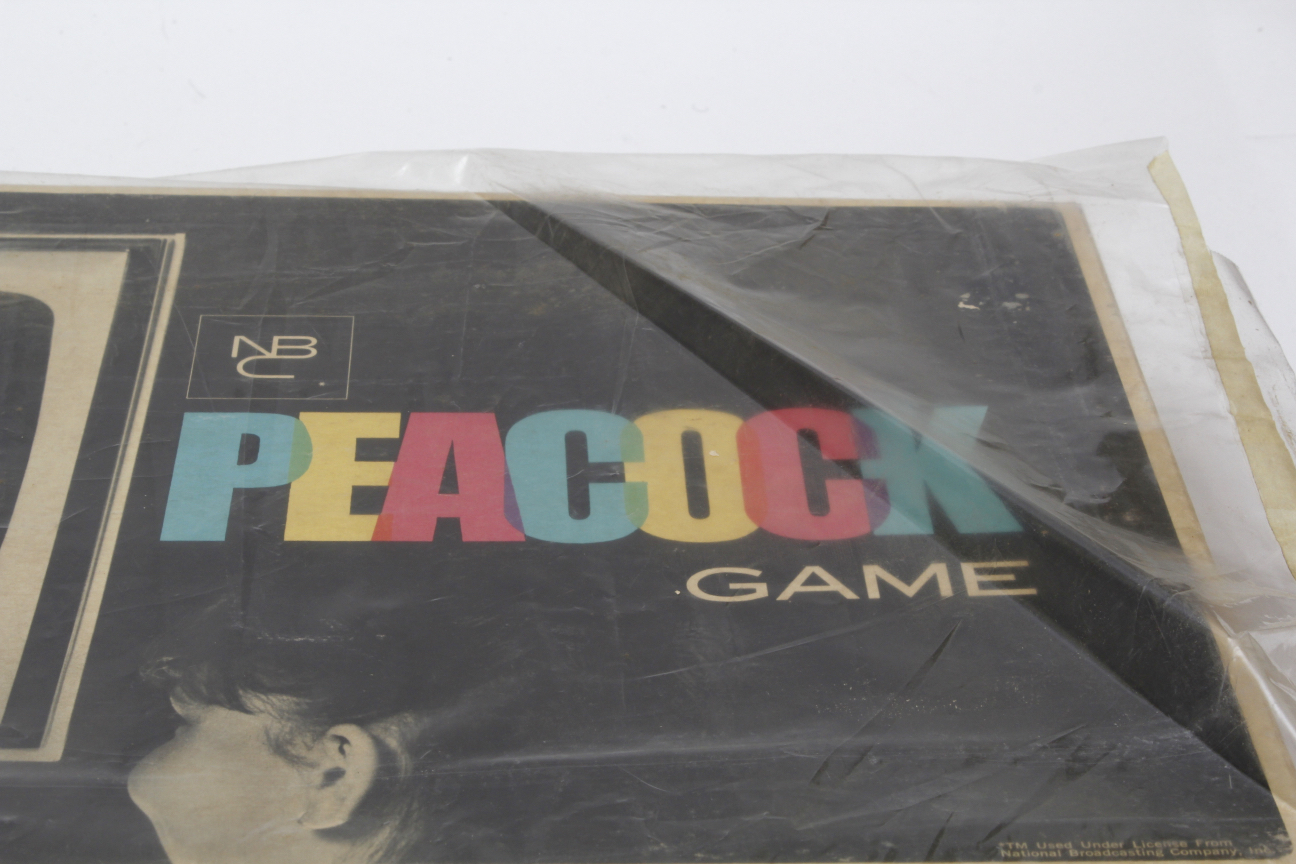 NBC
PEACOCK
GAME
*TM Used Under License From
National Broadcasting Company, Inc.